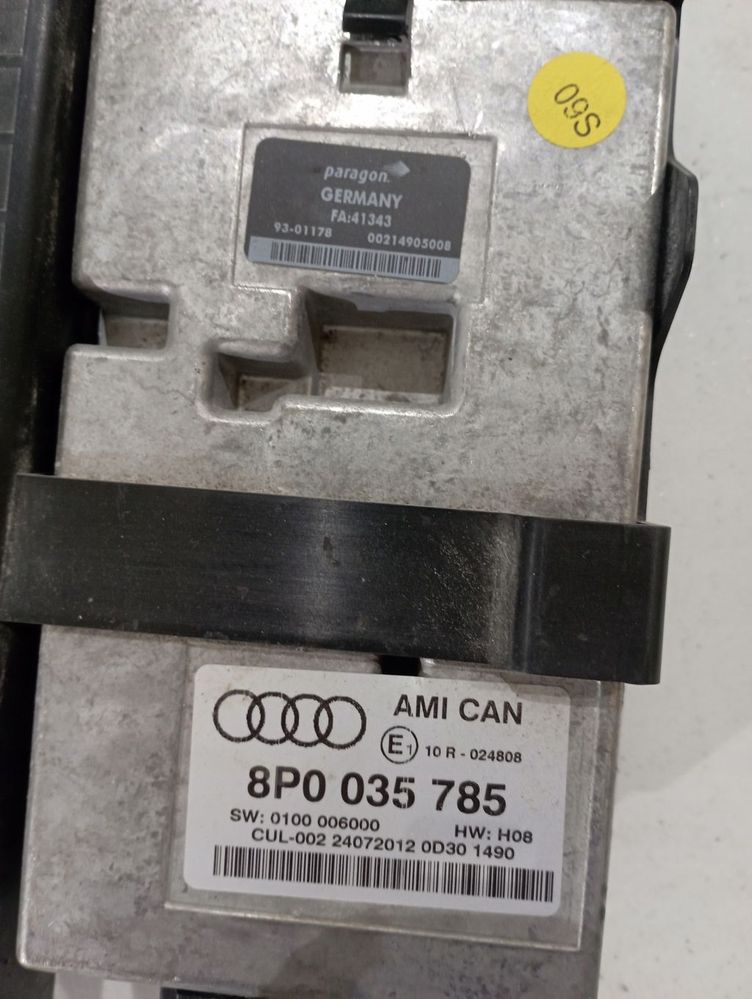 S60
paragon
GERMANY
FA:41343
93-01178 00214905008
AMI CAN
E1 10 R - 024808
8P0 035 785
SW: 0100 006000 HW: H08
CUL-002 24072012 0D30 1490